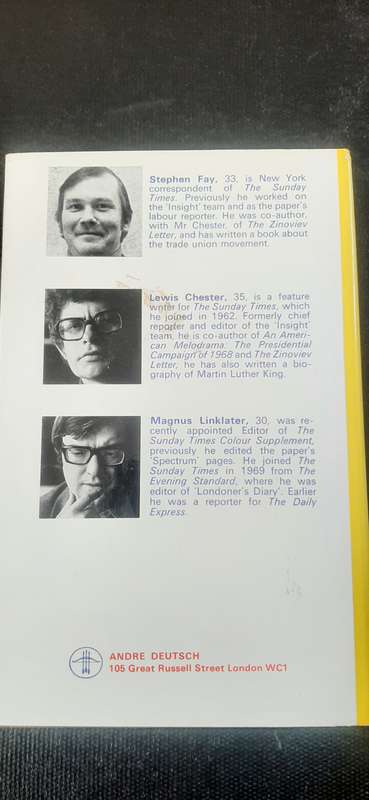 Stephen Fay, 33, is New York
correspondent of The Sunday
Times. Previously he worked on
the 'Insight' team and as the paper's
labour reporter. He was co-author,
with Mr Chester, of The Zinoviev
Letter, and has written a book about
the trade union movement.
Lewis Chester, 35, is a feature
writer for The Sunday Times, which
he joined in 1962. Formerly chief
reporter and editor of the 'Insight'
team, he is co-author of An Ameri-
can Melodrama: The Presidential
Campaign of 1968 and The Zinoviev
Letter, he has also written a bio-
graphy of Martin Luther King.
Magnus Linklater, 30, was re-
cently appointed Editor of The
Sunday Times Colour Supplement,
previously he edited the paper's
'Spectrum' pages. He joined The
Sunday Times in 1969 from The
Evening Standard, where he was
editor of 'Londoner's Diary'. Earlier
he was a reporter for The Daily
Express.
ANDRE DEUTSCH
105 Great Russell Street London WC1